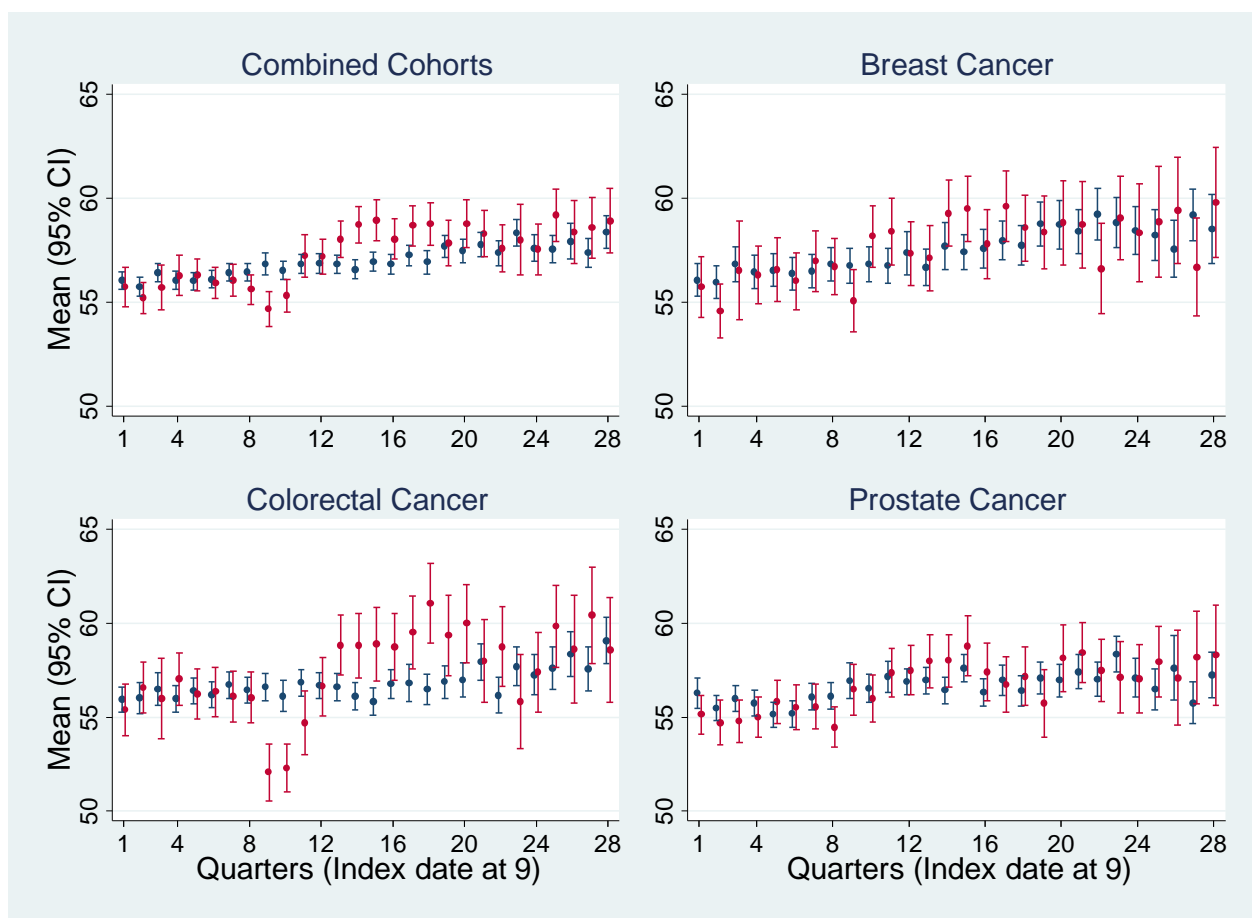 Combined Cohorts
Breast Cancer
Mean (95% CI)
65
60
55
50
1 4 8 12 16 20 24 28
65
60
55
50
1 4 8 12 16 20 24 28
Colorectal Cancer
Prostate Cancer
Mean (95% CI)
65
60
55
50
1 4 8 12 16 20 24 28
Quarters (Index date at 9)
65
60
55
50
1 4 8 12 16 20 24 28
Quarters (Index date at 9)